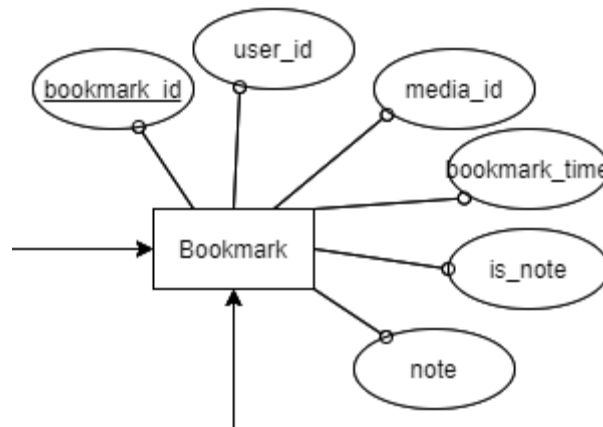 user_id
bookmark_id
media_id
bookmark_time
Bookmark
is_note
note